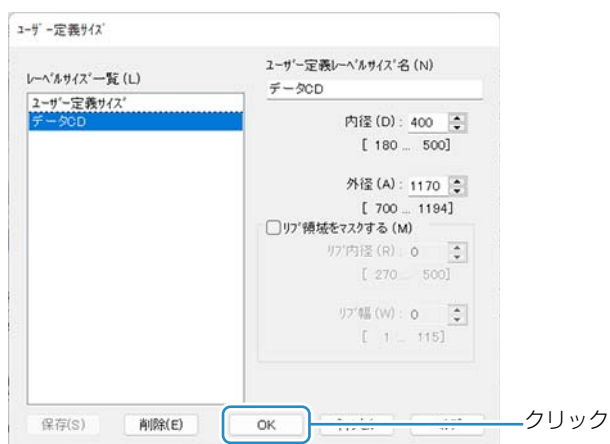 ユーザー定義サイズ
レーベルサイズ一覧(L)
ユーザー定義サイズ
データCD
ユーザー定義レーベルサイズ名(N)
データCD
内径(D): 400
[ 180 ... 500]
外径(A): 1170
[ 700 ... 1194]
リブ領域をマスクする(M)
リブ内径(R): 0
[ 270 ... 500]
リブ幅(W): 0
[ 1 ... 115]
保存(S) 削除(E) OK
クリック